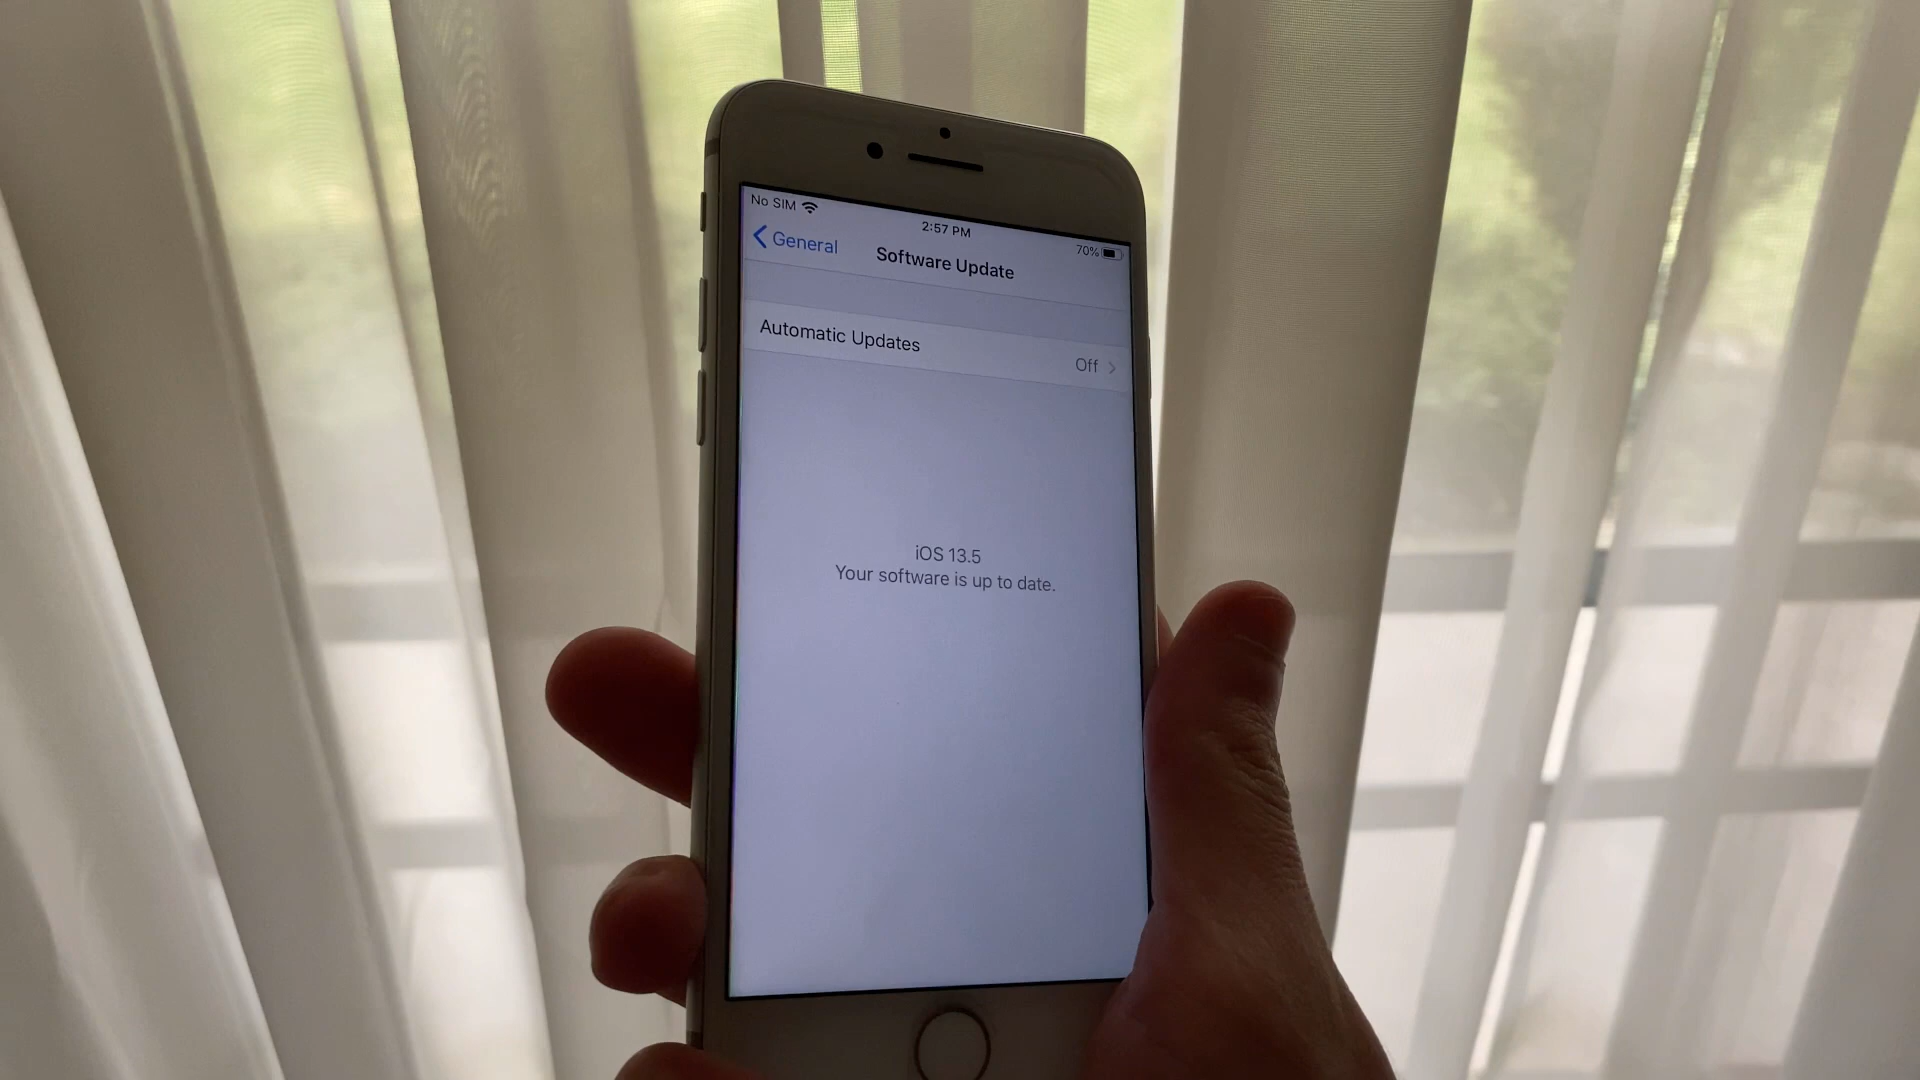 No SIM
2:57 PM
70%
General
Software Update
Automatic Updates
Off
iOS 13.5
Your software is up to date.